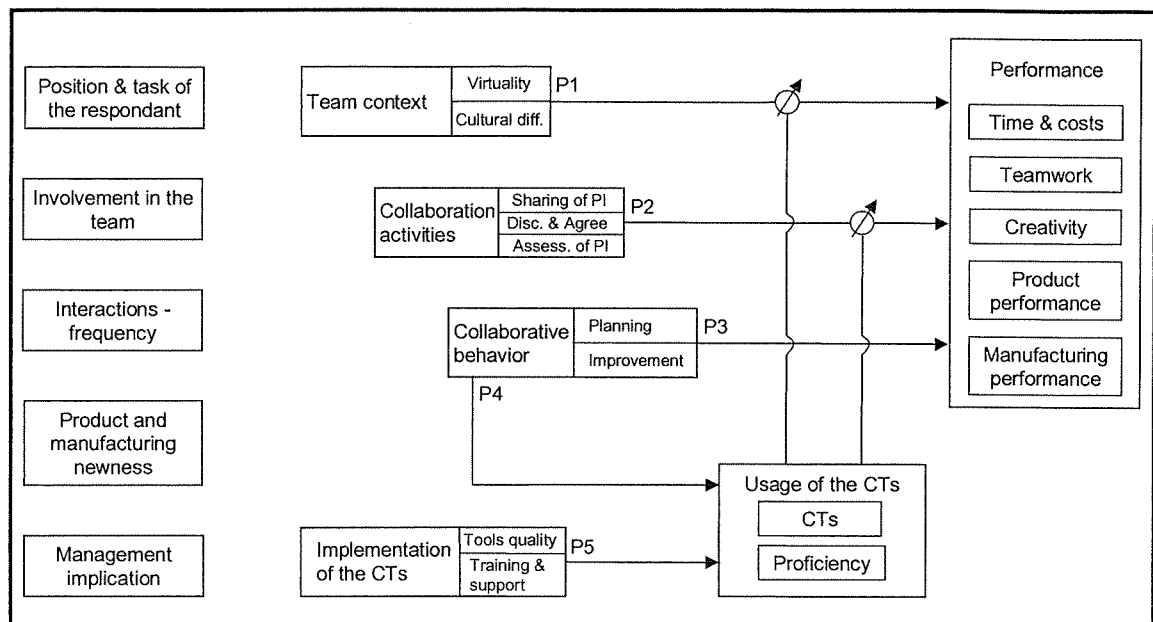 Position & task of
the respondant
Involvement in the
team
Interactions -
frequency
Product and
manufacturing
newness
Management
implication
Team context
Virtuality
Cultural diff.
P1
Collaboration
activities
Sharing of PI
Disc. & Agree
Assess. of PI
P2
Collaborative
behavior
Planning
Improvement
P3
P4
Implementation
of the CTs
Tools quality
Training &
support
P5
Usage of the CTs
CTs
Proficiency
Performance
Time & costs
Teamwork
Creativity
Product
performance
Manufacturing
performance